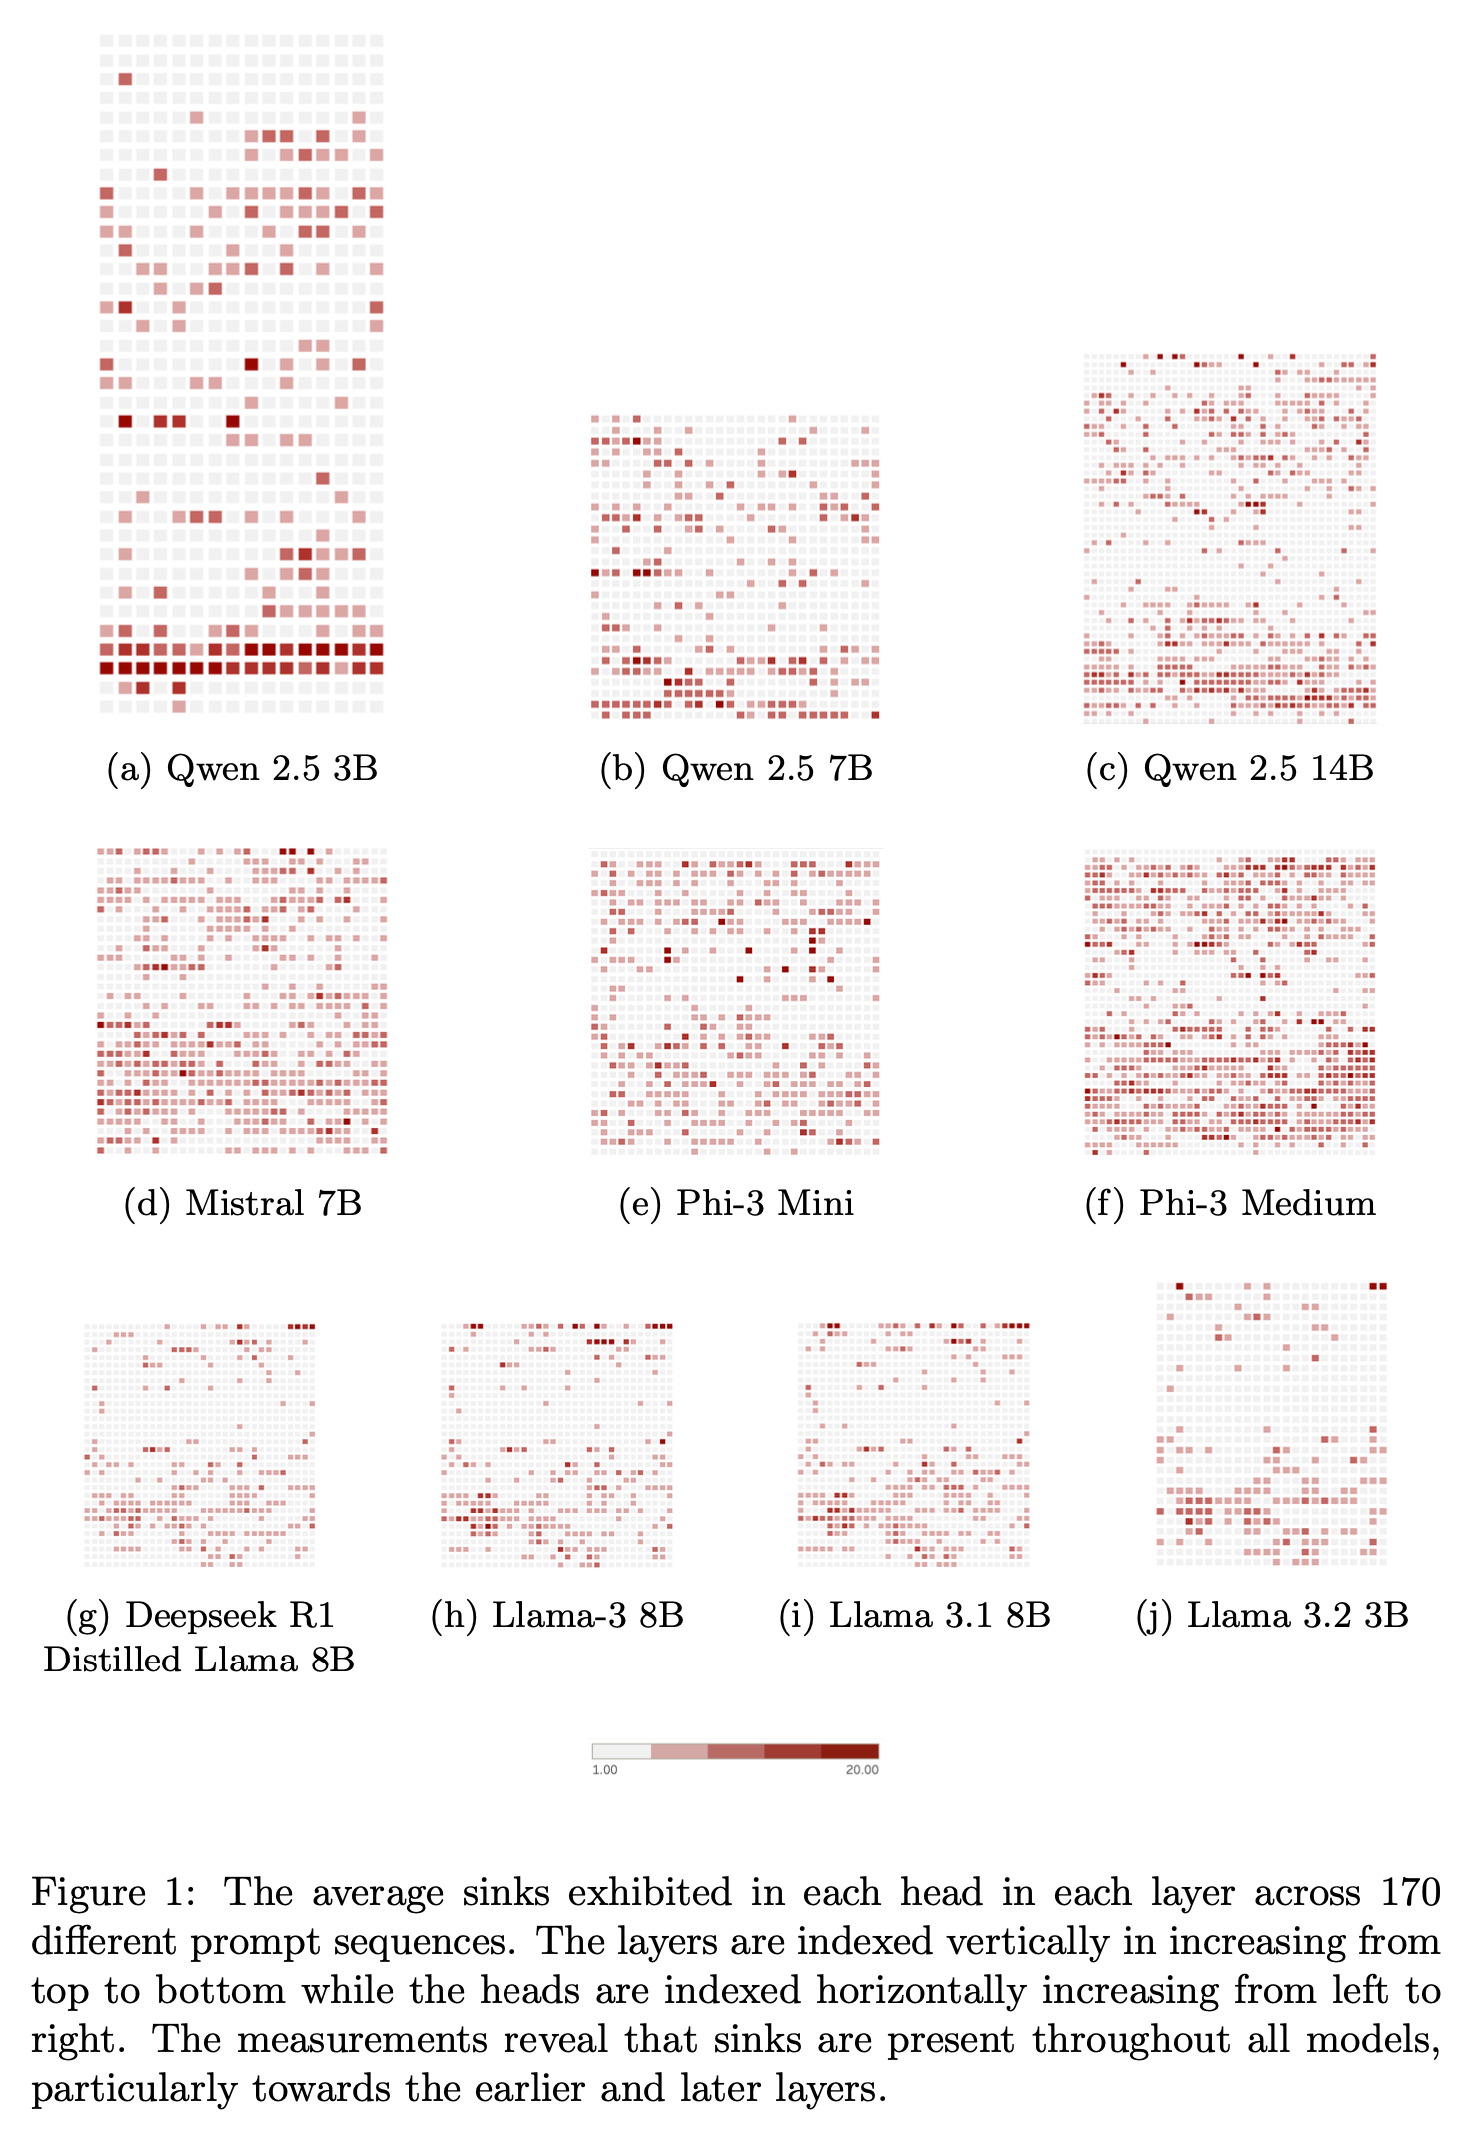 (a) Qwen 2.5 3B
(b) Qwen 2.5 7B
(c) Qwen 2.5 14B
(d) Mistral 7B
(e) Phi-3 Mini
(f) Phi-3 Medium
(g) Deepseek R1
Distilled Llama 8B
(h) Llama-3 8B
(i) Llama 3.1 8B
(j) Llama 3.2 3B
1.00
20.00
Figure 1: The average sinks exhibited in each head in each layer across 170
different prompt sequences. The layers are indexed vertically in increasing from
top to bottom while the heads are indexed horizontally increasing from left to
right. The measurements reveal that sinks are present throughout all models,
particularly towards the earlier and later layers.